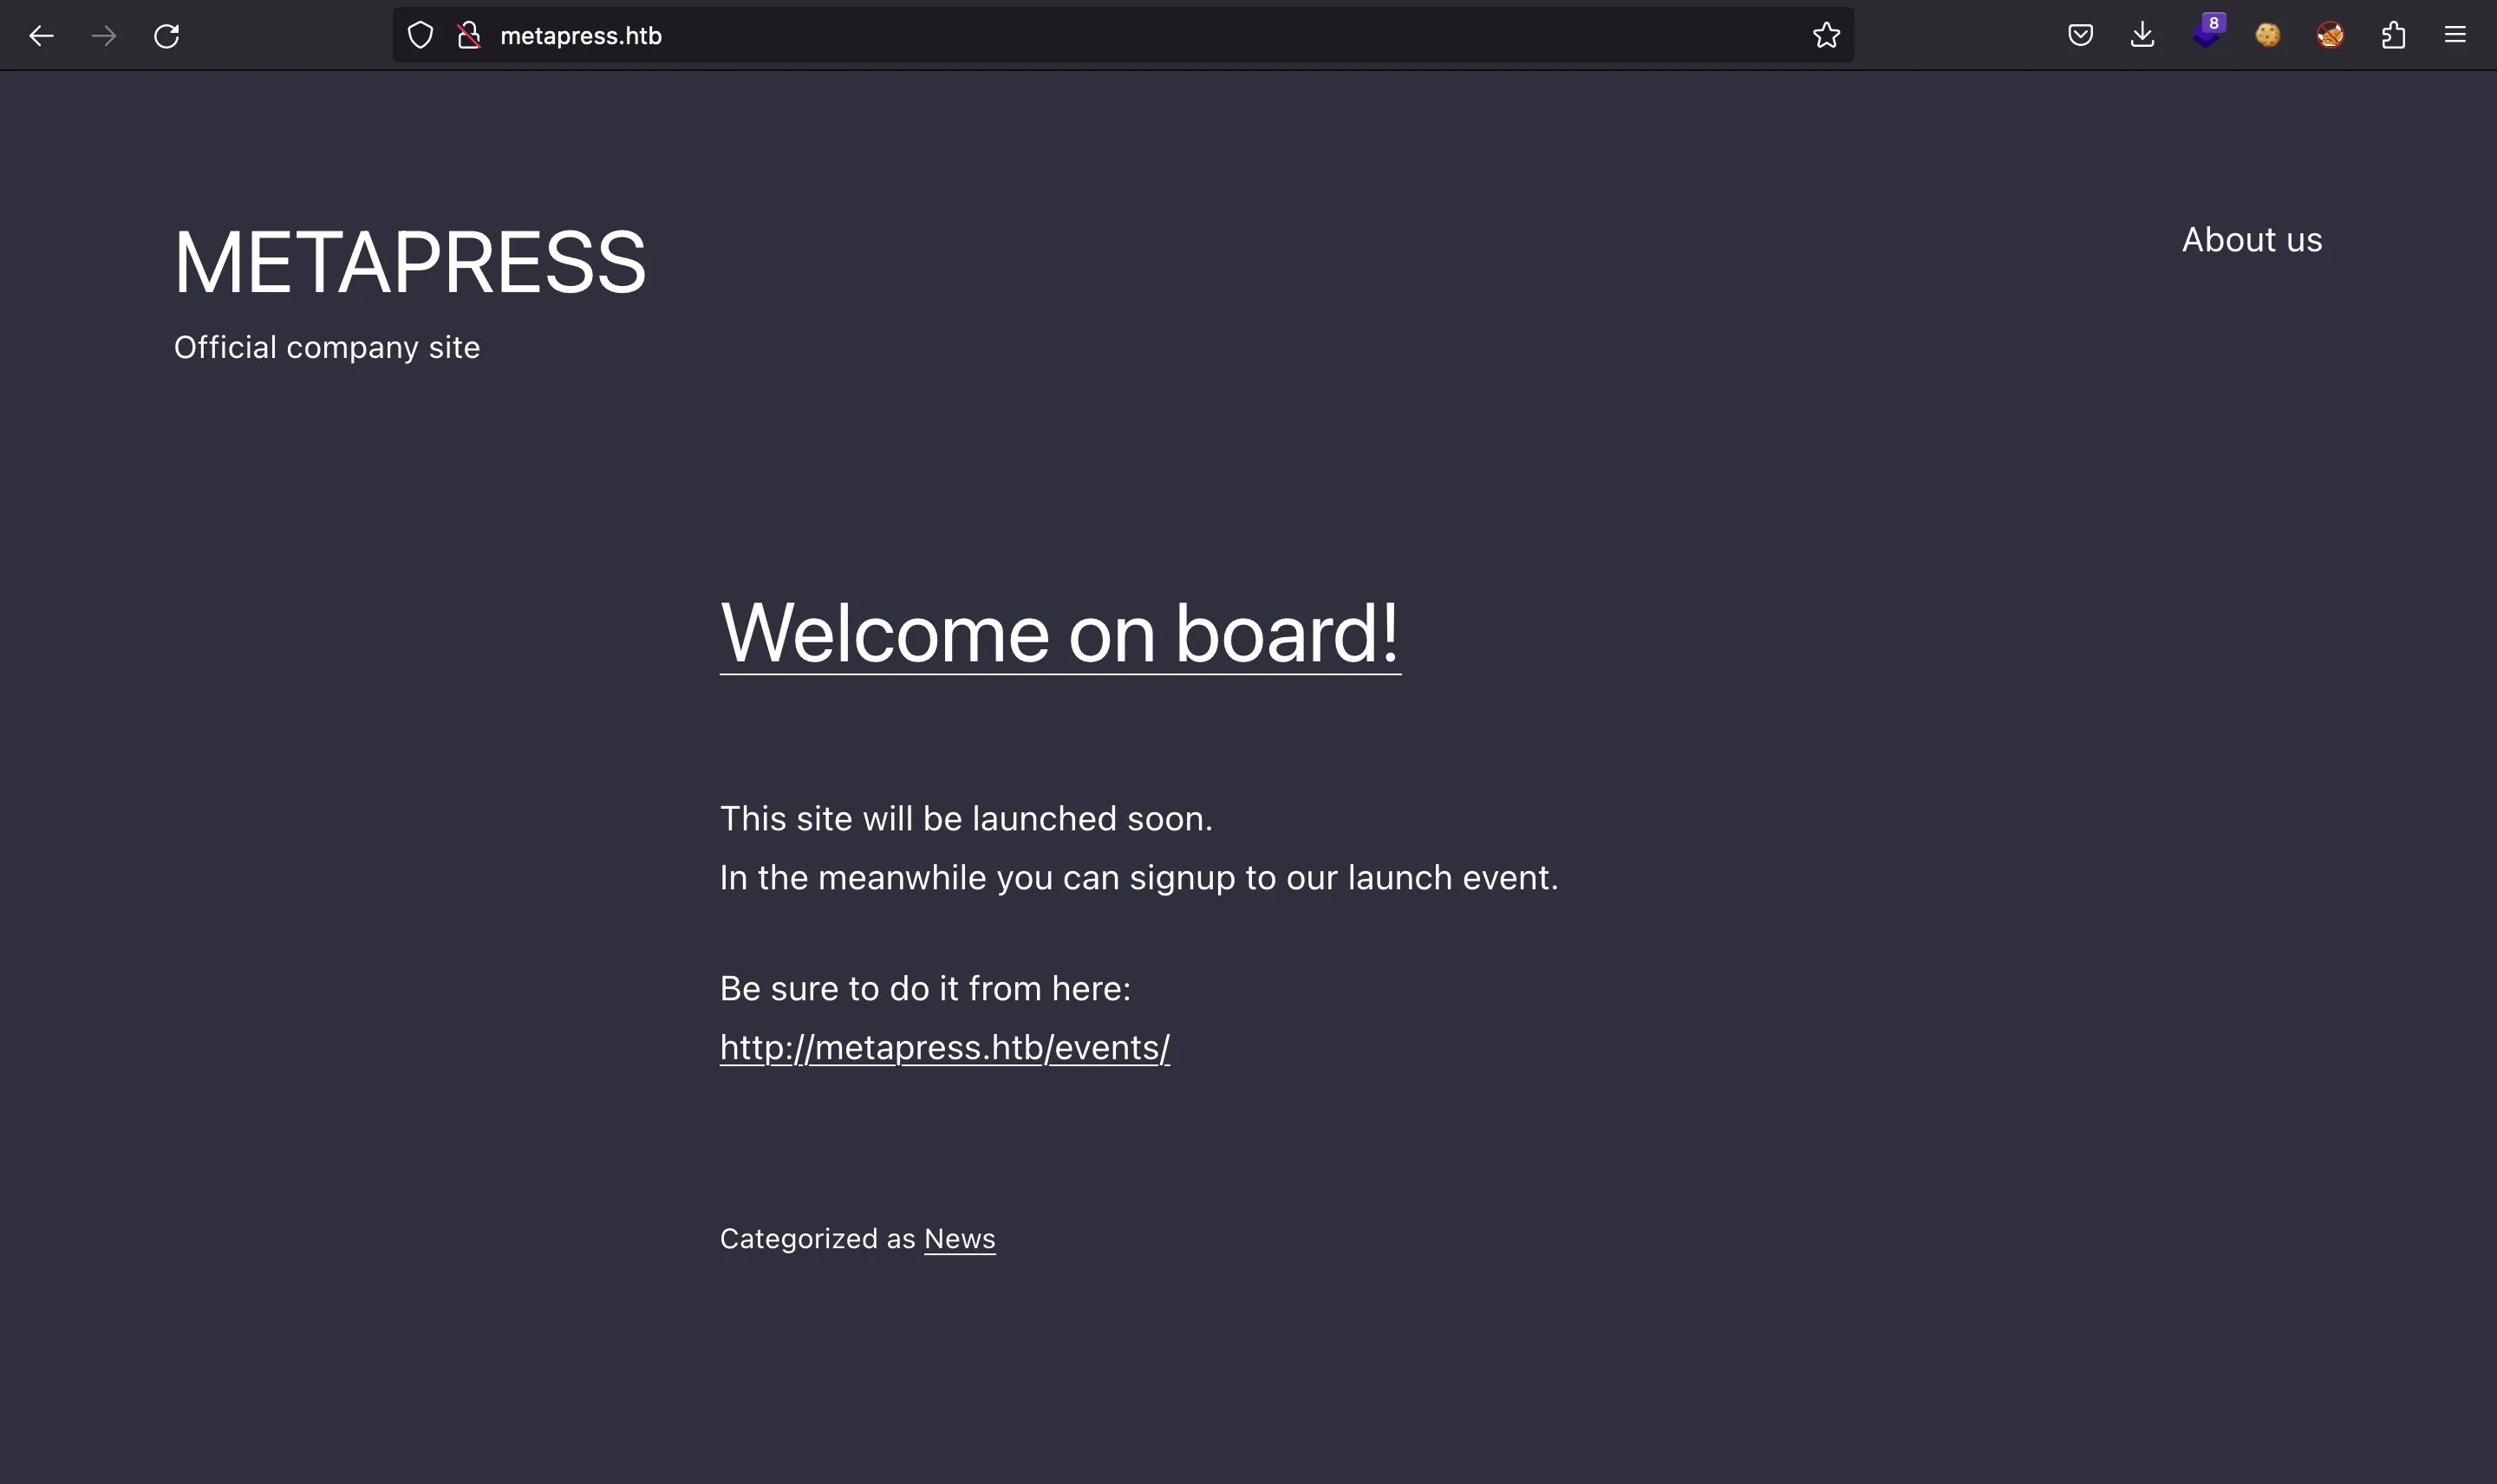 metapress.htb
8
METAPRESS
About us
Official company site
Welcome on board!
This site will be launched soon.
In the meanwhile you can signup to our launch event.
Be sure to do it from here:
http://metapress.htb/events/
Categorized as News